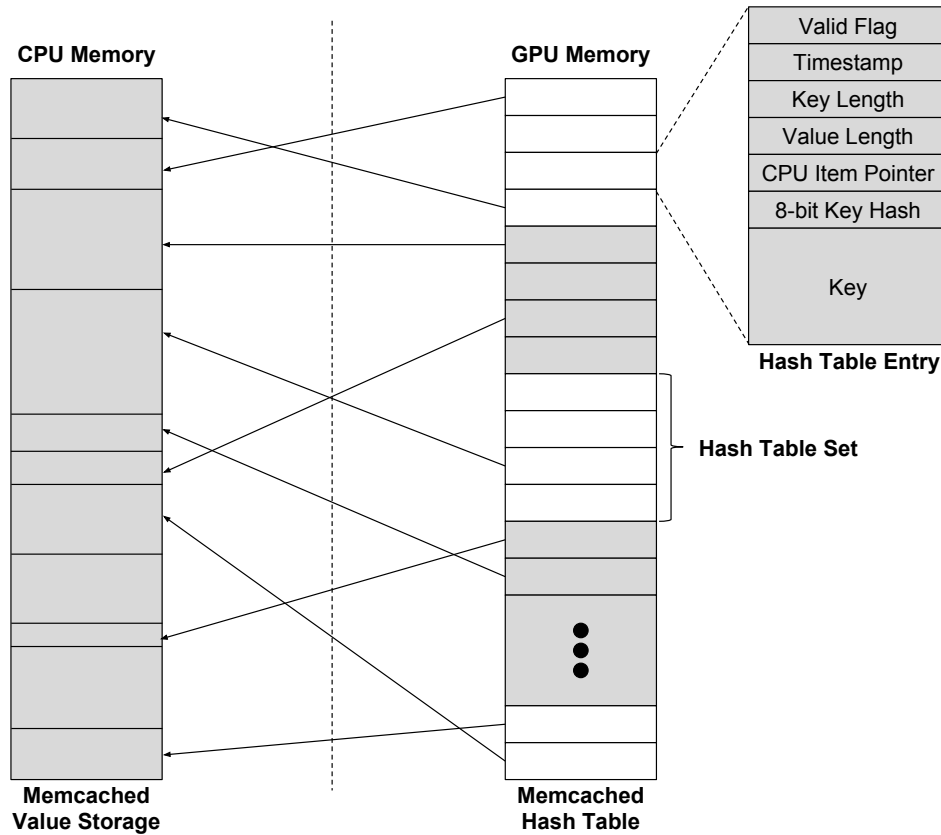 CPU Memory
GPU Memory
Valid Flag
Timestamp
Key Length
Value Length
CPU Item Pointer
8-bit Key Hash
Key
Hash Table Entry
Hash Table Set
Memcached
Value Storage
Memcached
Hash Table